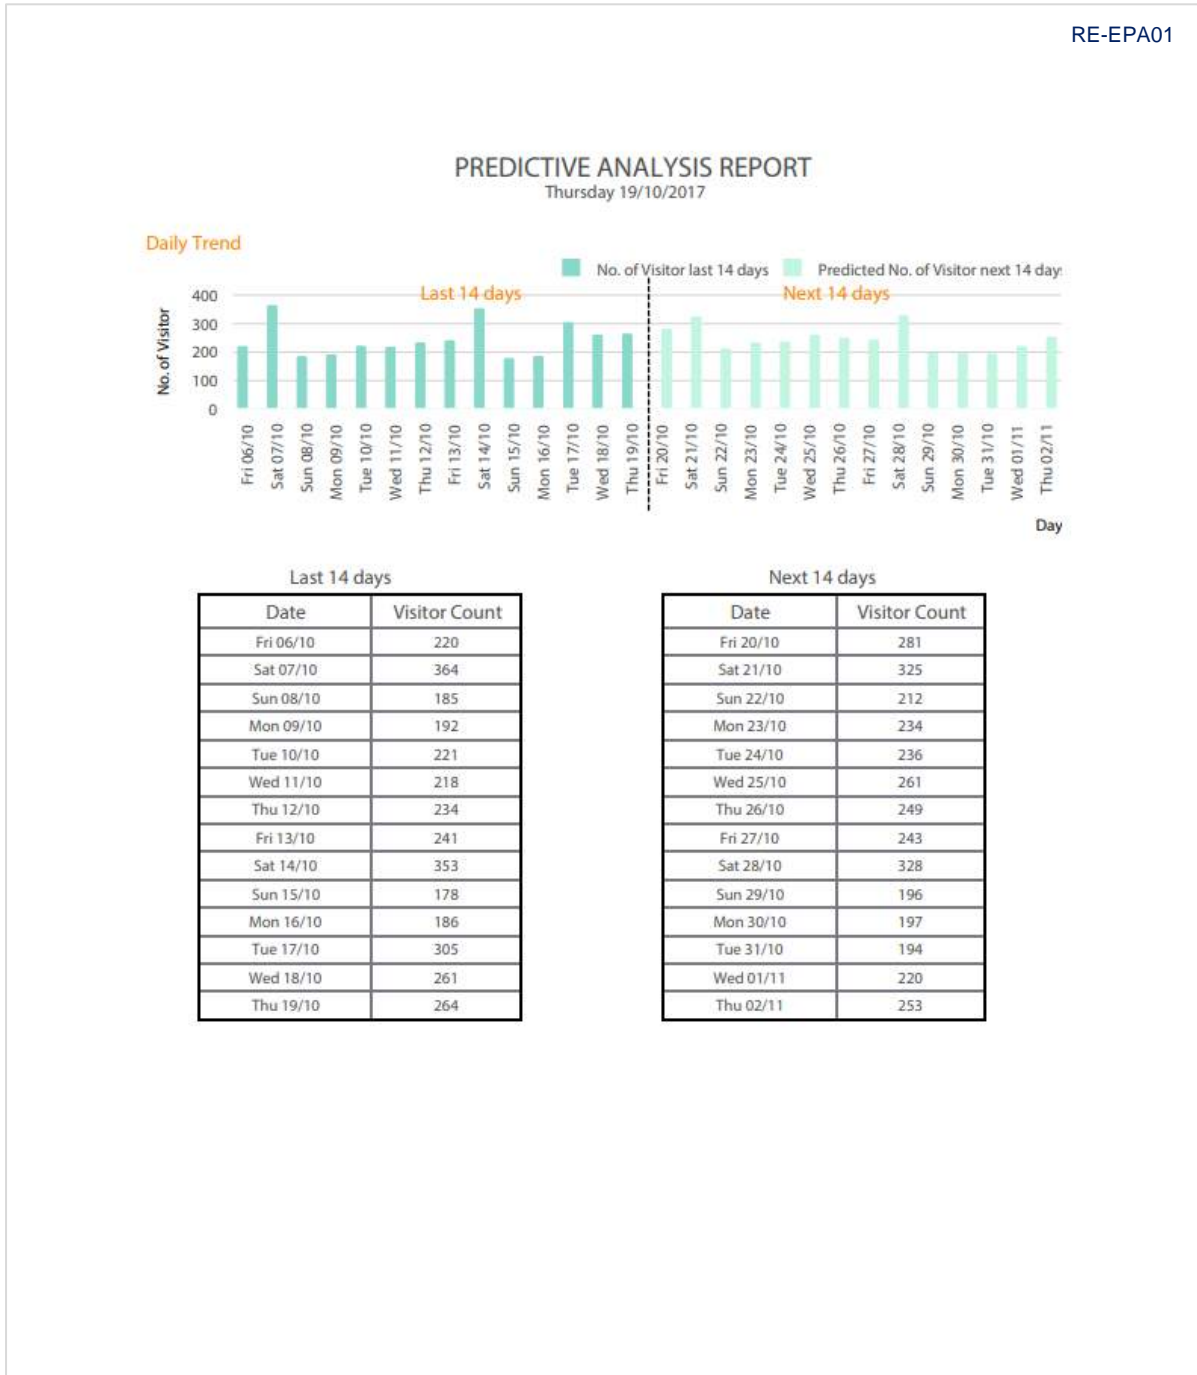 RE-EPA01
PREDICTIVE ANALYSIS REPORT
Thursday 19/10/2017
Daily Trend
No. of Visitor last 14 days Predicted No. of Visitor next 14 day
Last 14 days Next 14 days
No. of Visitor
400
300
200
100
0
Fri 06/10 Sat 07/10 Sun 08/10 Mon 09/10 Tue 10/10 Wed 11/10 Thu 12/10 Fri 13/10 Sat 14/10 Sun 15/10 Mon 16/10 Tue 17/10 Wed 18/10 Thu 19/10 Fri 20/10 Sat 21/10 Sun 22/10 Mon 23/10 Tue 24/10 Wed 25/10 Thu 26/10 Fri 27/10 Sat 28/10 Sun 29/10 Mon 30/10 Tue 31/10 Wed 01/11 Thu 02/11
Day
Last 14 days
Date Visitor Count
Fri 06/10 220
Sat 07/10 364
Sun 08/10 185
Mon 09/10 192
Tue 10/10 221
Wed 11/10 218
Thu 12/10 234
Fri 13/10 241
Sat 14/10 353
Sun 15/10 178
Mon 16/10 186
Tue 17/10 305
Wed 18/10 261
Thu 19/10 264
Next 14 days
Date Visitor Count
Fri 20/10 281
Sat 21/10 325
Sun 22/10 212
Mon 23/10 234
Tue 24/10 236
Wed 25/10 261
Thu 26/10 249
Fri 27/10 243
Sat 28/10 328
Sun 29/10 196
Mon 30/10 197
Tue 31/10 194
Wed 01/11 220
Thu 02/11 253